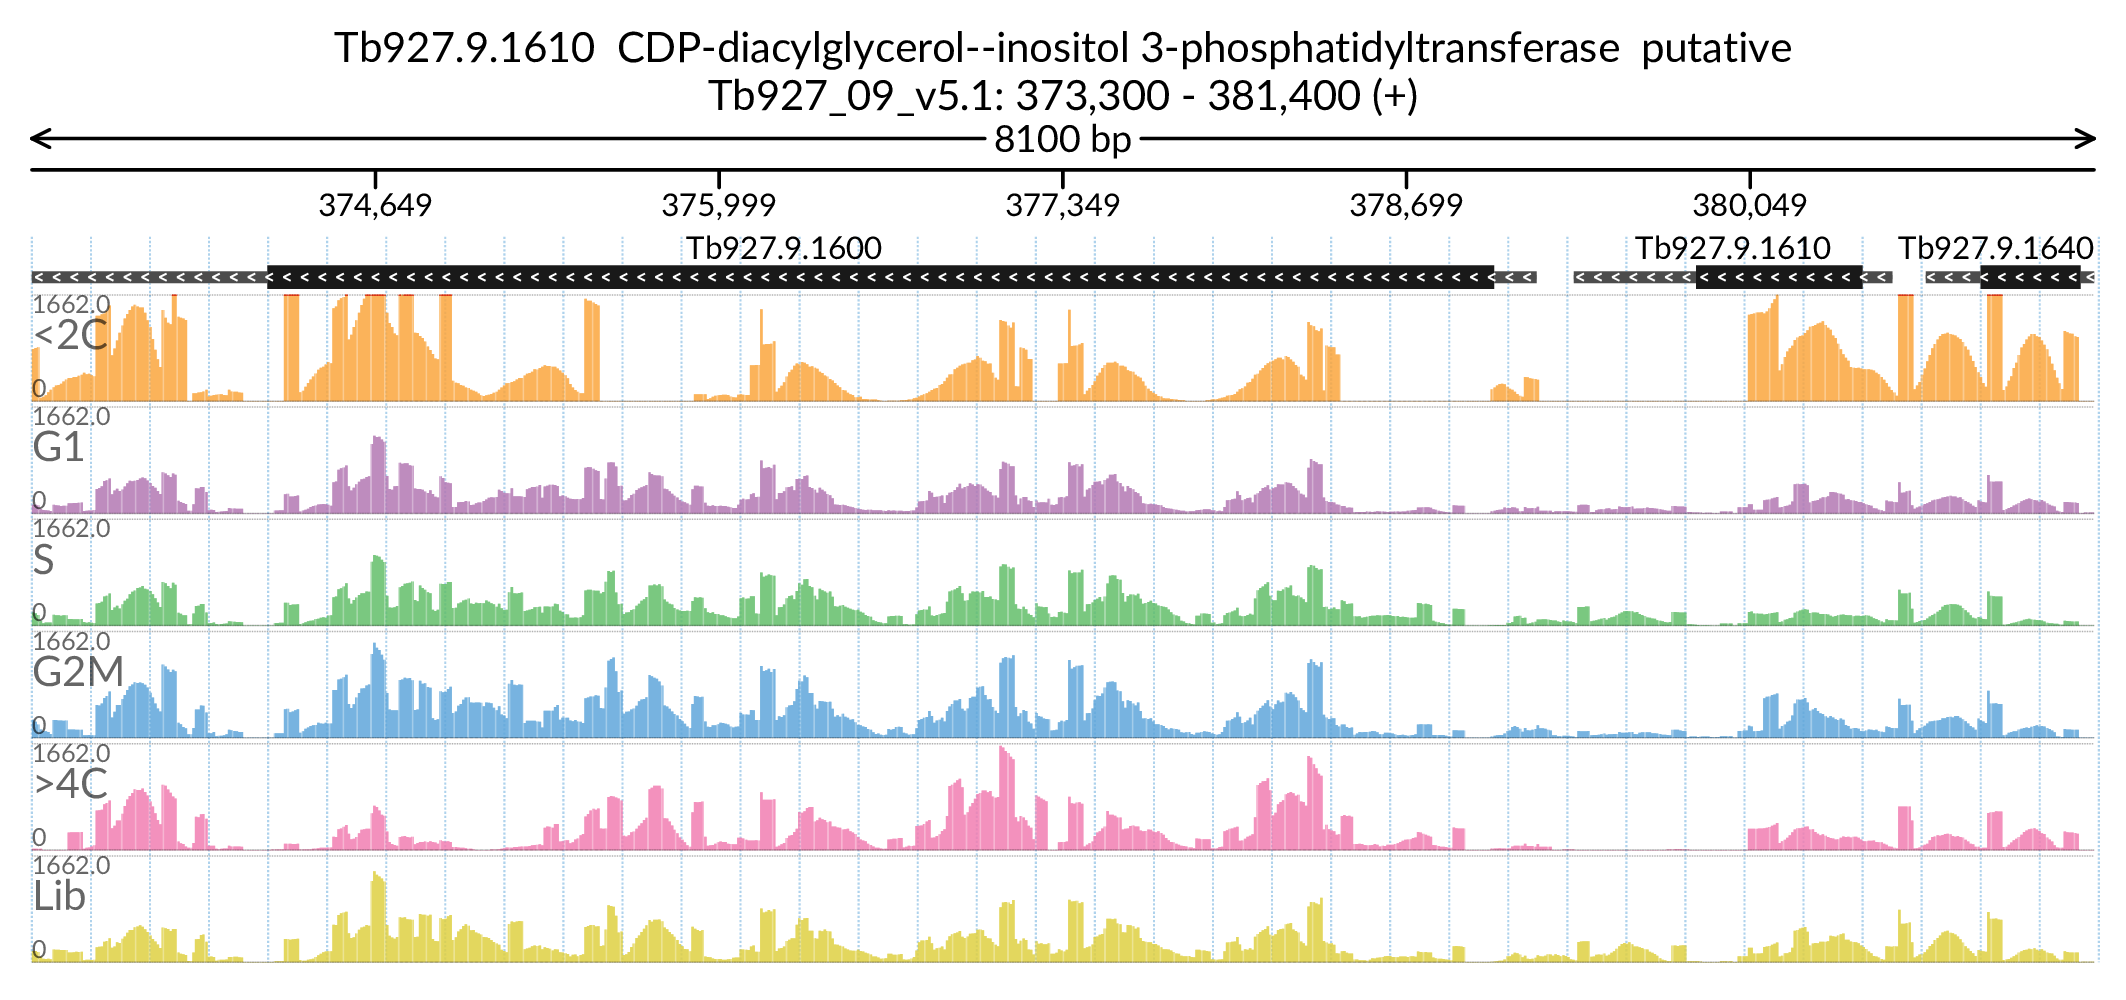 Tb927.9.1610 CDP-diacylglycerol--inositol 3-phosphatidyltransferase putative
Tb927_09_v5.1: 373,300 - 381,400 (+)
8100 bp
374,649 375,999 377,349 378,699 380,049
Tb927.9.1600 Tb927.9.1610 Tb927.9.1640
1662.0
<2C
0
1662.0
G1
0
1662.0
S
0
1662.0
G2M
0
1662.0
>4C
0
1662.0
Lib
0